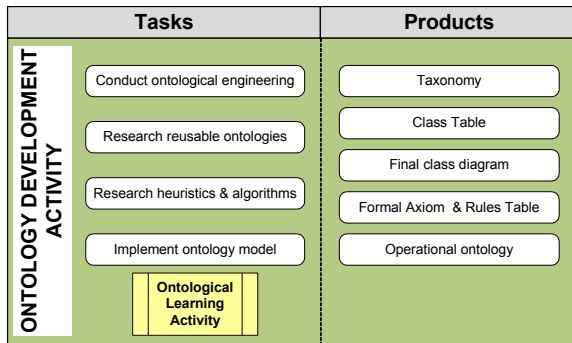 Tasks
Products
ONTOLOGY DEVELOPMENT
ACTIVITY
Conduct ontological engineering
Research reusable ontologies
Research heuristics & algorithms
Implement ontology model
Ontological
Learning
Activity
Taxonomy
Class Table
Final class diagram
Formal Axiom & Rules Table
Operational ontology